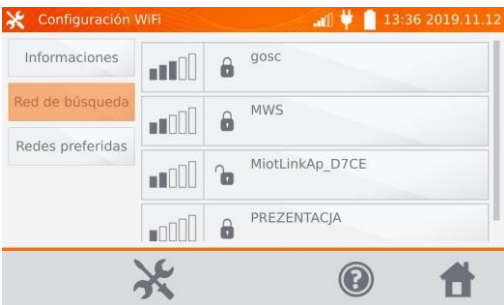 Configuración WiFi
13:36 2019.11.12
Informaciones
Red de búsqueda
Redes preferidas
gosc
MWS
MiotLinkAp_D7CE
PREZENTACJA
?